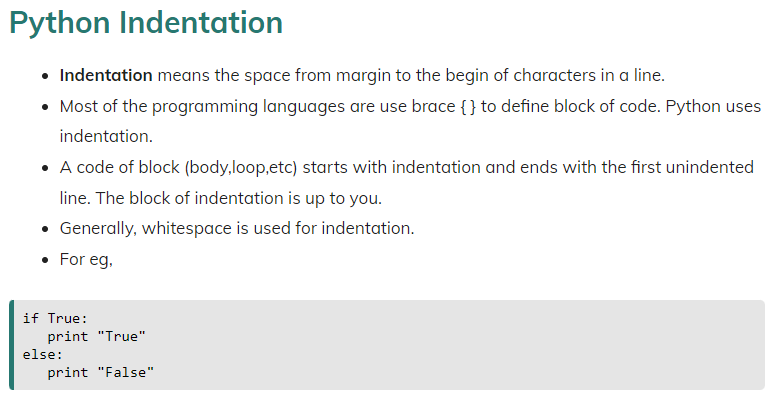 Python Indentation
• Indentation means the space from margin to the begin of characters in a line.
• Most of the programming languages are use brace { } to define block of code. Python uses
indentation.
• A code of block (body,loop,etc) starts with indentation and ends with the first unindented
line. The block of indentation is up to you.
• Generally, whitespace is used for indentation.
• For eg,
if True:
   print "True"
else:
   print "False"